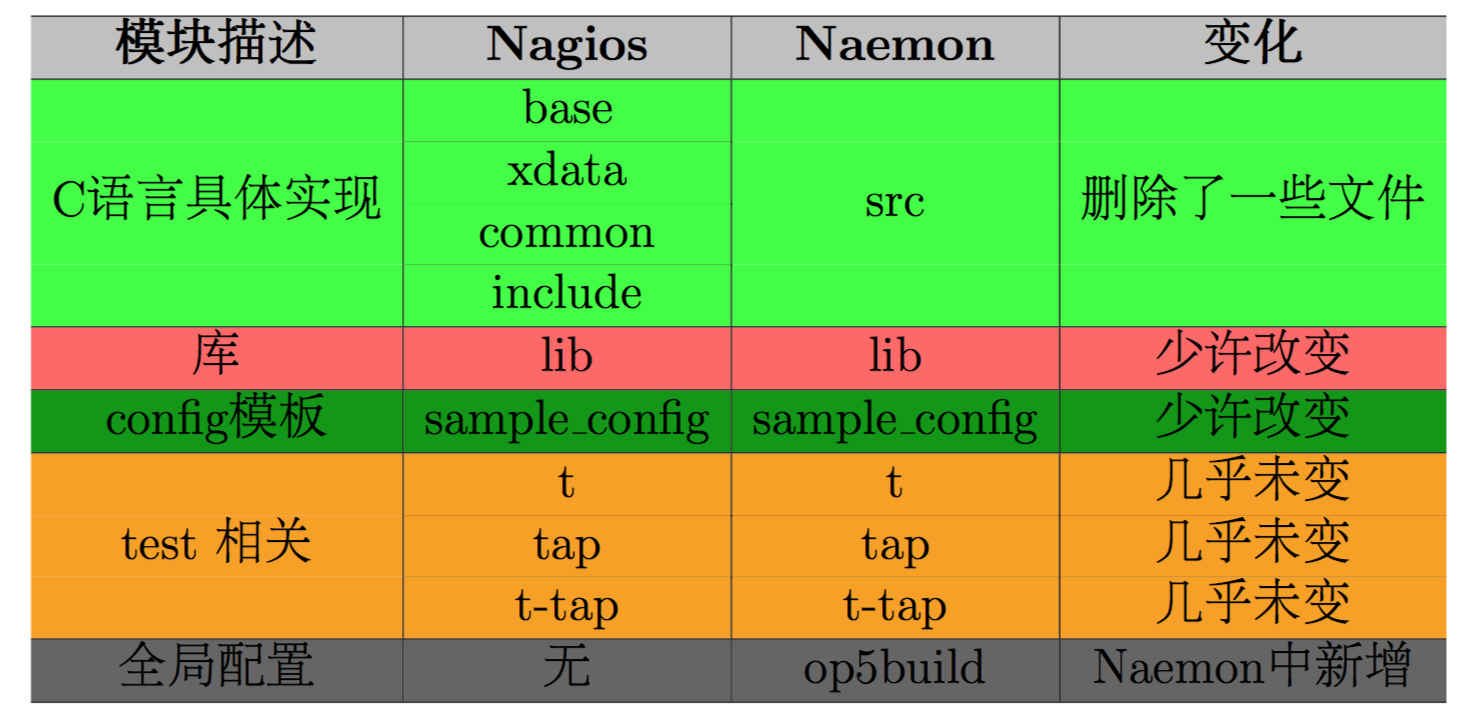 模块描述 Nagios Naemon 变化
base
xdata
C语言具体实现 src 删除了一些文件
common
include
库 lib lib 少许改变
config模板 sample_config sample_config 少许改变
t t 几乎未变
test 相关 tap tap 几乎未变
t-tap t-tap 几乎未变
全局配置 无 op5build Naemon中新增